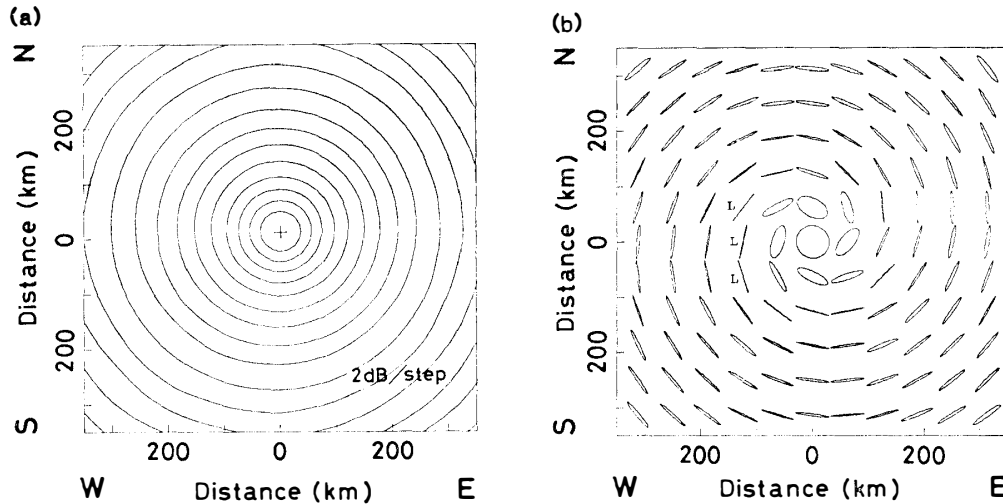 (a)
N
200
0
200
S
Distance (km)
2dB/step
200 0 200
W Distance (km) E
(b)
N
200
0
200
S
Distance (km)
L
L
L
200 0 200
W Distance (km) E